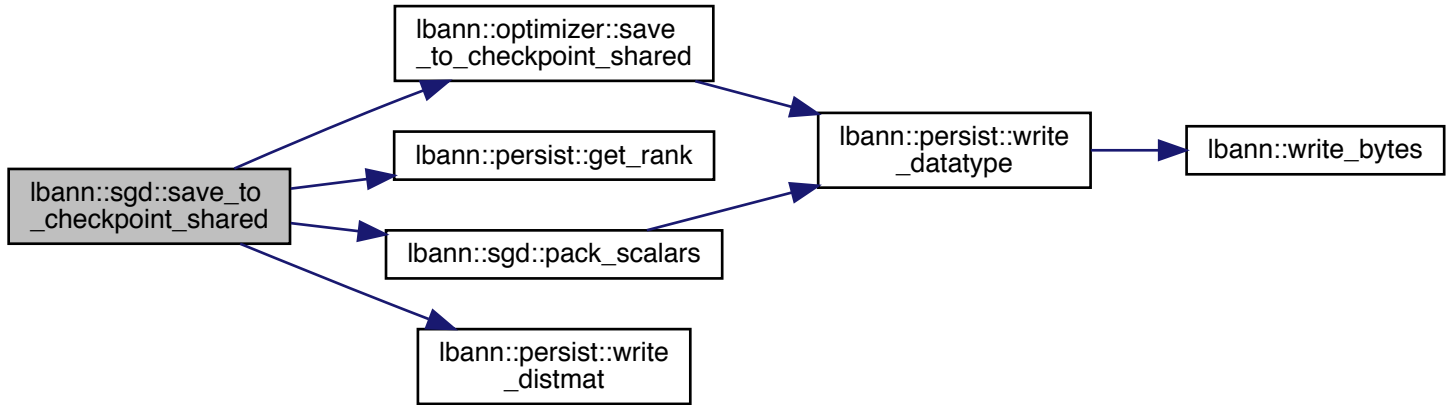 lbann::sgd::save_to
_checkpoint_shared
lbann::optimizer::save
_to_checkpoint_shared
lbann::persist::get_rank
lbann::sgd::pack_scalars
lbann::persist::write
_distmat
lbann::persist::write
_datatype
lbann::write_bytes